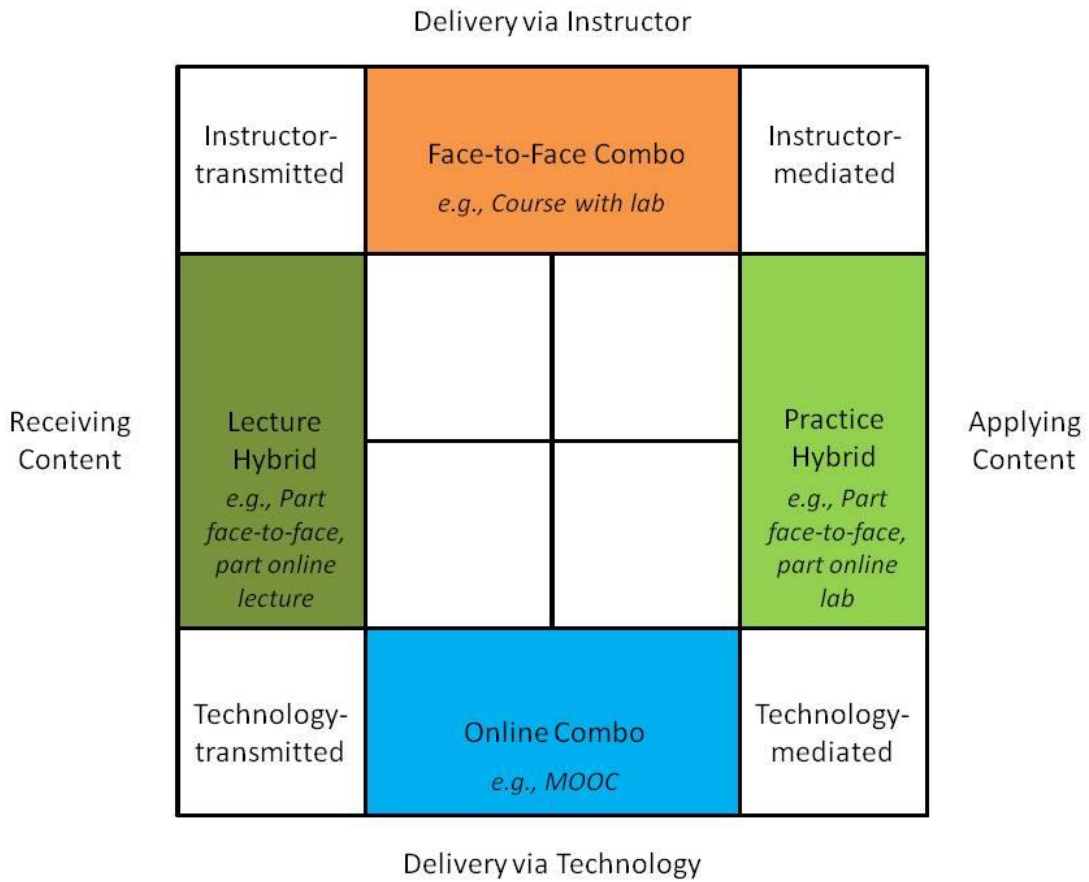 Delivery via Instructor
Instructor-
transmitted
Face-to-Face Combo
e.g., Course with lab
Instructor-
mediated
Receiving
Content
Lecture
Hybrid
e.g., Part
face-to-face,
part online
lecture
Practice
Hybrid
e.g., Part
face-to-face,
part online
lab
Applying
Content
Technology-
transmitted
Online Combo
e.g., MOOC
Technology-
mediated
Delivery via Technology